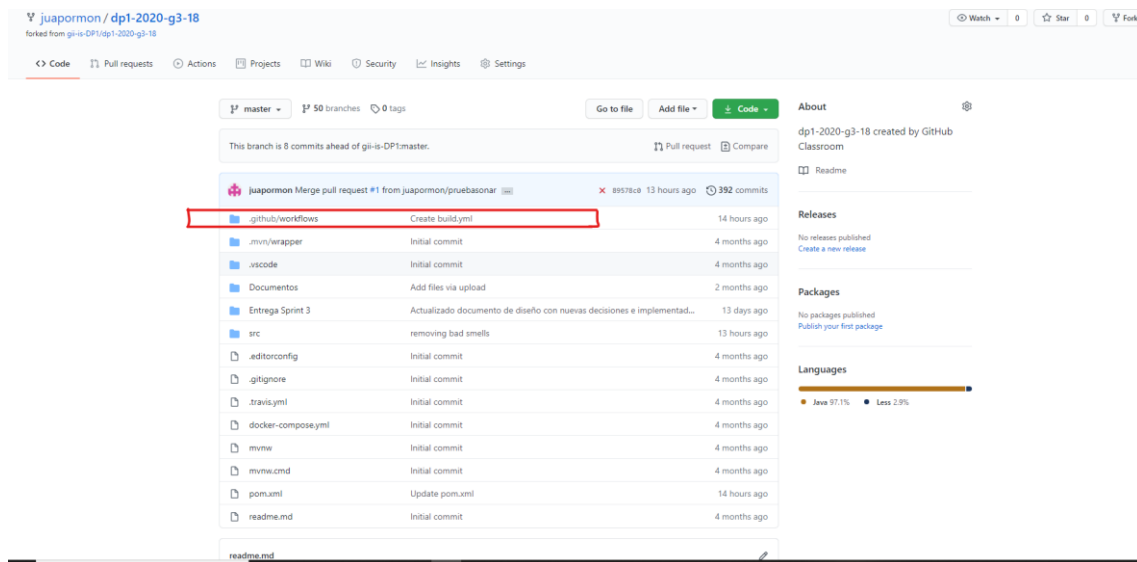 juapormon / dp1-2020-g3-18
Watch 0 Star 0 Fork
forked from gii-is-DP1/dp1-2020-g3-18
Code Pull requests Actions Projects Wiki Security Insights Settings
master 50 branches 0 tags Go to file Add file Code
About
dp1-2020-g3-18 created by GitHub
Classroom
Readme
This branch is 8 commits ahead of gii-is-DP1:master. Pull request Compare
juapormon Merge pull request #1 from juapormon/pruebasonar ... 89578c0 13 hours ago 392 commits
.github/workflows Create build.yml 14 hours ago
.mvn/wrapper Initial commit 4 months ago
.vscode Initial commit 4 months ago
Documentos Add files via upload 2 months ago
Entrega Sprint 3 Actualizado documento de diseño con nuevas decisiones e implementad... 13 days ago
src removing bad smells 13 hours ago
.editorconfig Initial commit 4 months ago
.gitignore Initial commit 4 months ago
.travis.yml Initial commit 4 months ago
docker-compose.yml Initial commit 4 months ago
mvnw Initial commit 4 months ago
mvnw.cmd Initial commit 4 months ago
pom.xml Update pom.xml 14 hours ago
readme.md Initial commit 4 months ago
Releases
No releases published
Create a new release
Packages
No packages published
Publish your first package
Languages
Java 97.1% Less 2.9%
readme.md